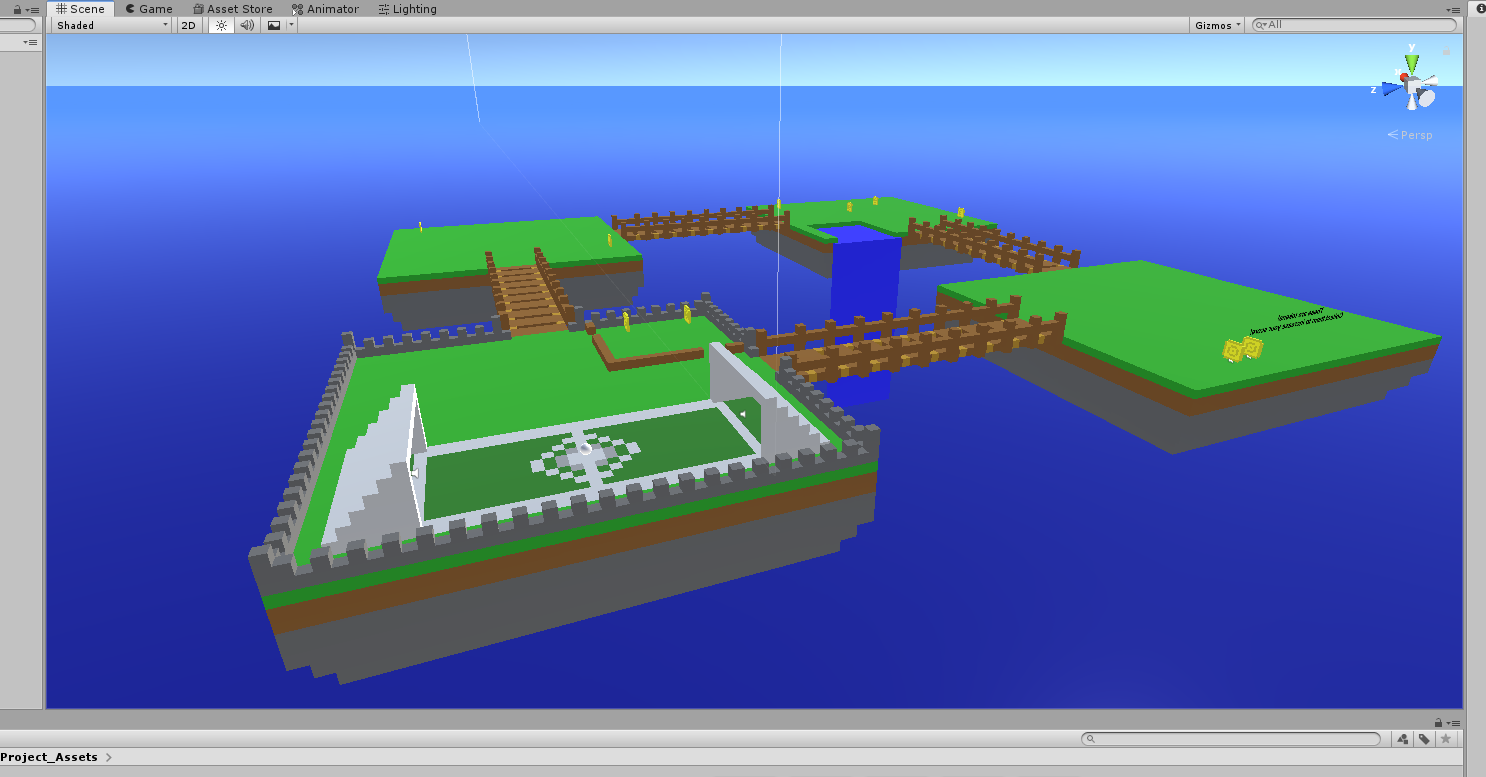 Scene
Game
Asset Store
Animator
Lighting
Shaded
2D
Gizmos
All
y
z
Persp
Project_Assets